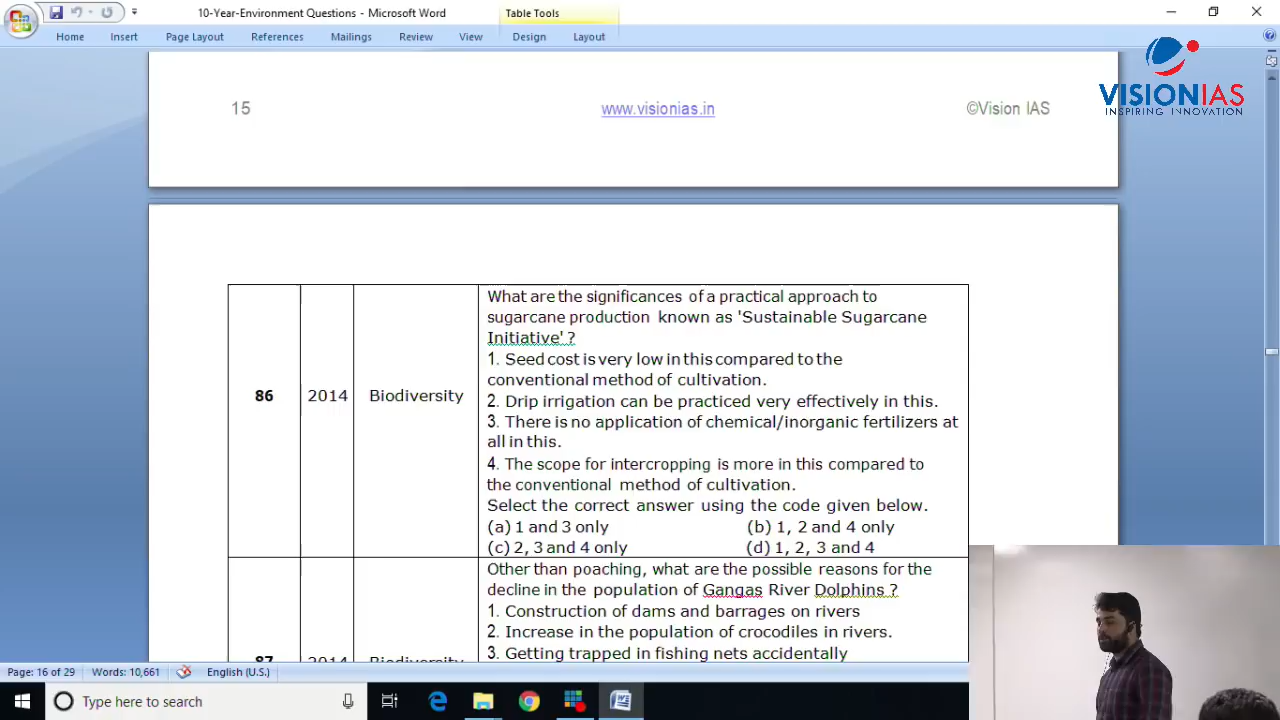 10-Year-Environment Questions - Microsoft Word
Table Tools
Home Insert Page Layout References Mailings Review View Design Layout
VISIONIAS
INSPIRING INNOVATION
15 www.visionias.in ©Vision IAS
86 2014 Biodiversity
What are the significances of a practical approach to
sugarcane production known as 'Sustainable Sugarcane
Initiative' ?
1. Seed cost is very low in this compared to the
conventional method of cultivation.
2. Drip irrigation can be practiced very effectively in this.
3. There is no application of chemical/inorganic fertilizers at
all in this.
4. The scope for intercropping is more in this compared to
the conventional method of cultivation.
Select the correct answer using the code given below.
(a) 1 and 3 only (b) 1, 2 and 4 only
(c) 2, 3 and 4 only (d) 1, 2, 3 and 4
87 2014 Biodiversity
Other than poaching, what are the possible reasons for the
decline in the population of Gangas River Dolphins ?
1. Construction of dams and barrages on rivers
2. Increase in the population of crocodiles in rivers.
3. Getting trapped in fishing nets accidentally
Page: 16 of 29 Words: 10,661 English (U.S.)
Type here to search